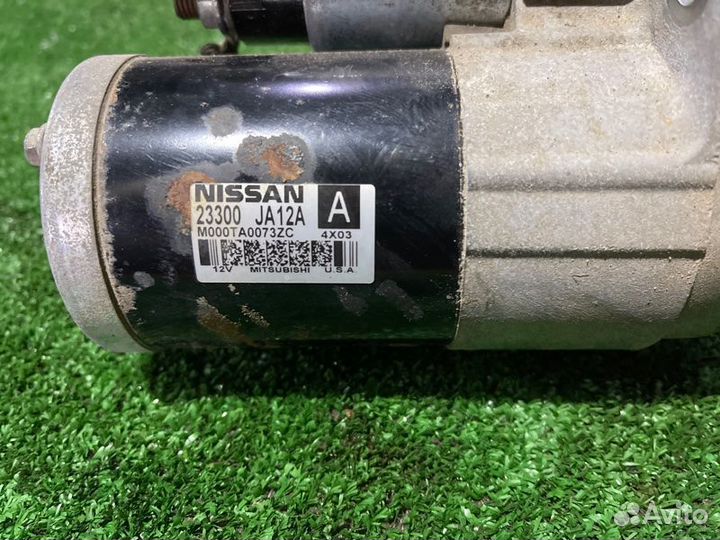 NISSAN
23300 JA12A A
M000TA0073ZC 4X03
12V MITSUBISHI U.S.A.
Avito